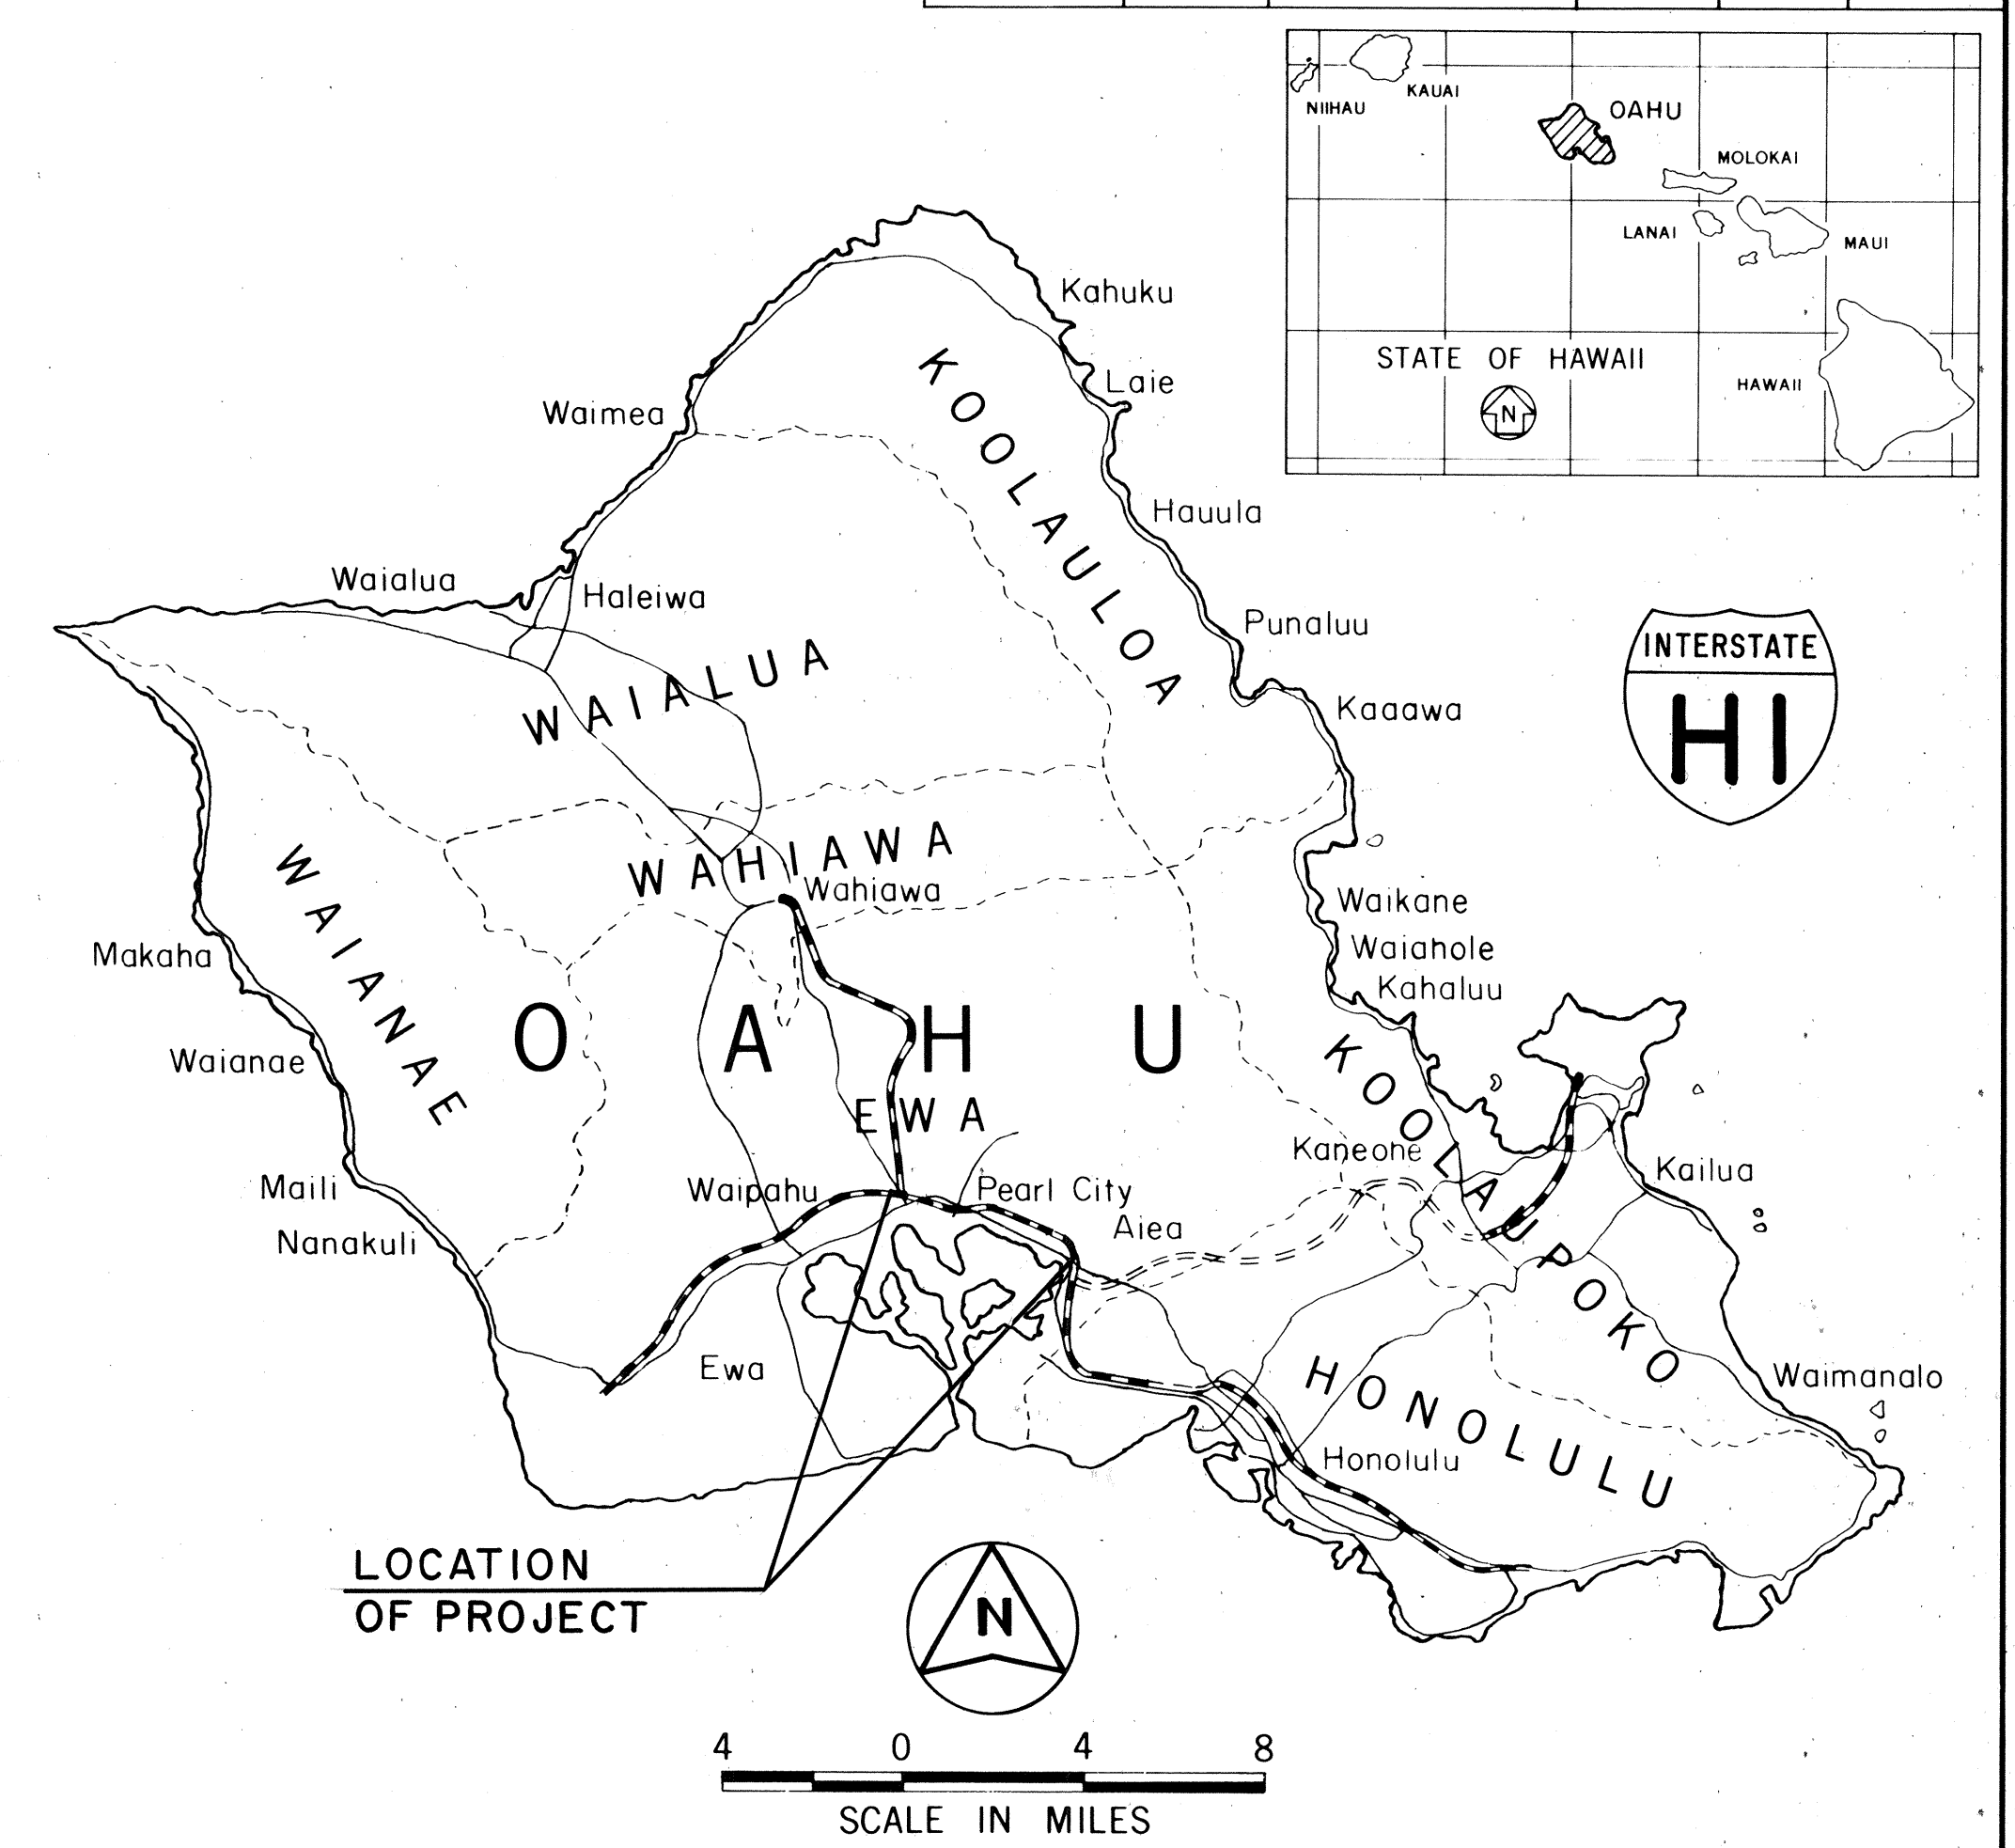 NIIHAU
KAUAI
OAHU
MOLOKAI
LANAI
MAUI
HAWAII
STATE OF HAWAII
N
Kahuku
Laie
Waimea
KOOLAULOA
Hauula
Waialua
Haleiwa
Punaluu
INTERSTATE
H1
WAIALUA
Kaaawa
WAHIAWA
Wahiawa
WAIANAE
Waikane
Waiahole
Kahaluu
Makaha
OAHU
Waianae
EWA
KOOLAUPOKO
Kaneohe
Kailua
Maili
Waipahu
Pearl City
Aiea
Nanakuli
Ewa
HONOLULU
Waimanalo
Honolulu
LOCATION
OF PROJECT
N
4 0 4 8
SCALE IN MILES